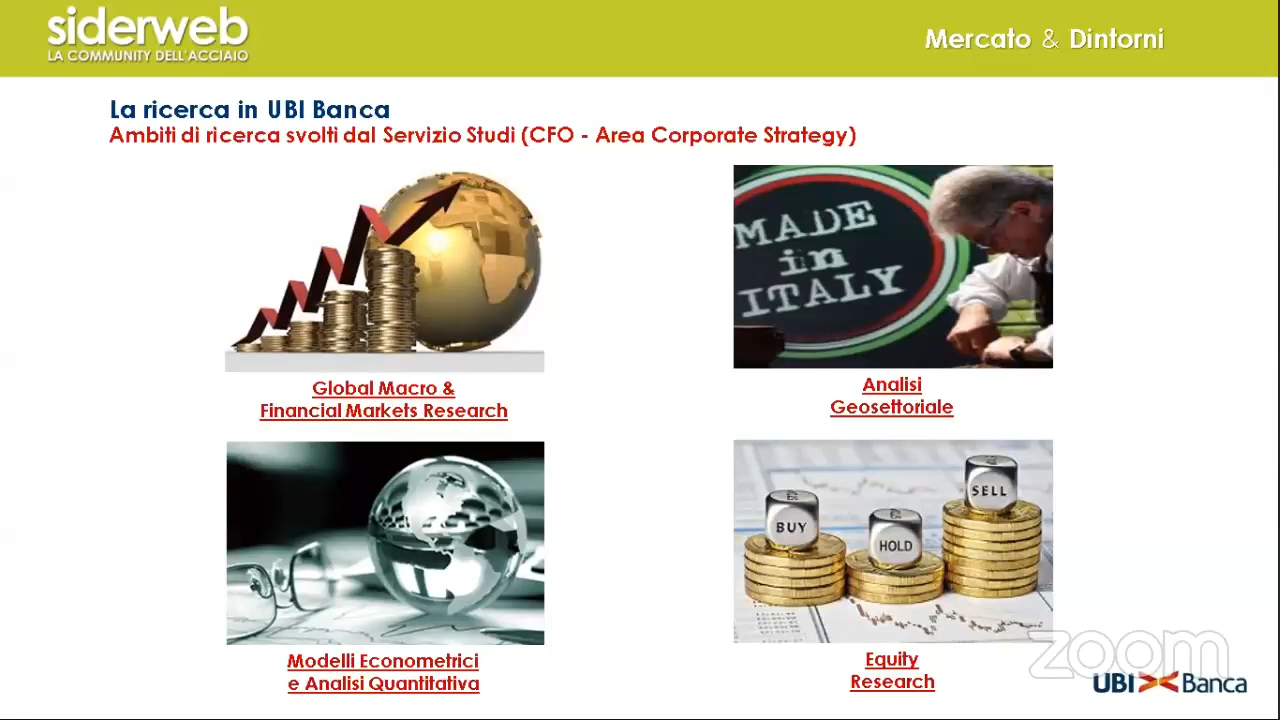 siderweb
LA COMMUNITY DELL'ACCIAIO
Mercato & Dintorni
La ricerca in UBI Banca
Ambiti di ricerca svolti dal Servizio Studi (CFO - Area Corporate Strategy)
MADE
in
ITALY
Global Macro &
Financial Markets Research
Analisi
Geosettoriale
BUY
HOLD
SELL
Modelli Econometrici
e Analisi Quantitativa
Equity
Research
zoom
UBI Banca